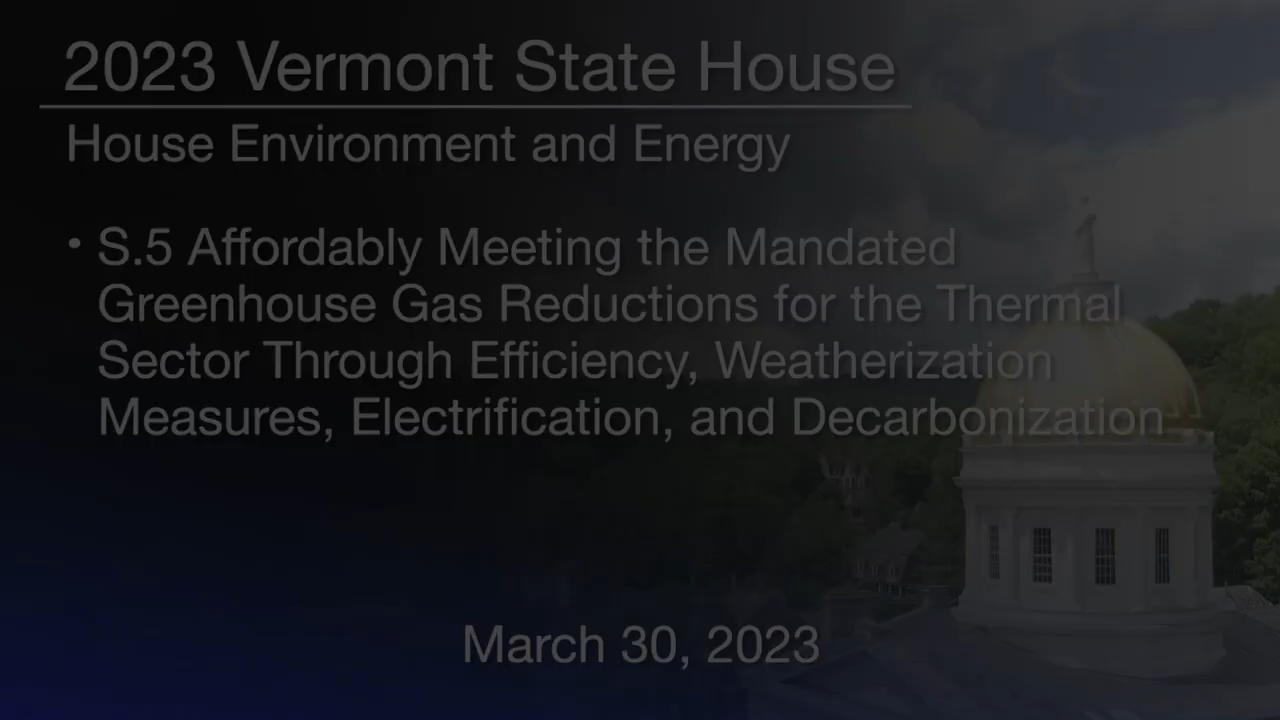 2023 Vermont State House
House Environment and Energy
• S.5 Affordably Meeting the Mandated
Greenhouse Gas Reductions for the Thermal
Sector Through Efficiency, Weatherization
Measures, Electrification, and Decarbonization
March 30, 2023